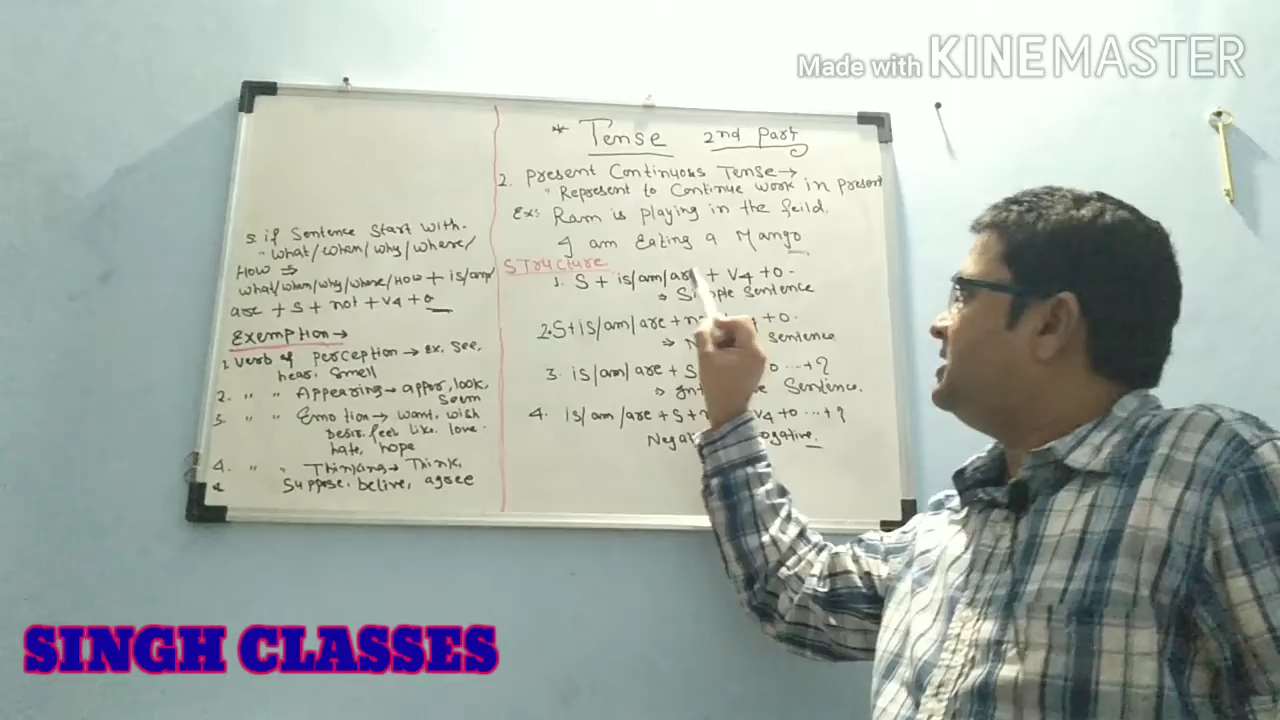 Made with KINEMASTER
* Tense 2nd Part
2. Present Continuous Tense →
" Represent to Continue work in present
Ex: Ram is playing in the feild.
I am Eating a Mango
STructure
1. S + is/am/are + V4 + O.
⇒ Simple Sentence
2. S+is/am/are + + O.
⇒ Sentence
3. is/am/are + S O ...+?
⇒ Sentence.
4. is/am/are + S + V4 + O ...+?
5. if Sentence Start with.
" what/when/why/where/
How ⇒
what/when/why/where/How + is/am/
are + S + not + V4 + O
Exemption →
1. Verb of perception → Ex. See,
hear, Smell
2. " " Appearing → apper, look,
Seem
3. " " Emotion → want, wish
Desir, feel Like, love.
hate, hope
4. " " Thinking → Think,
Suppose, belive, agree
SINGH CLASSES